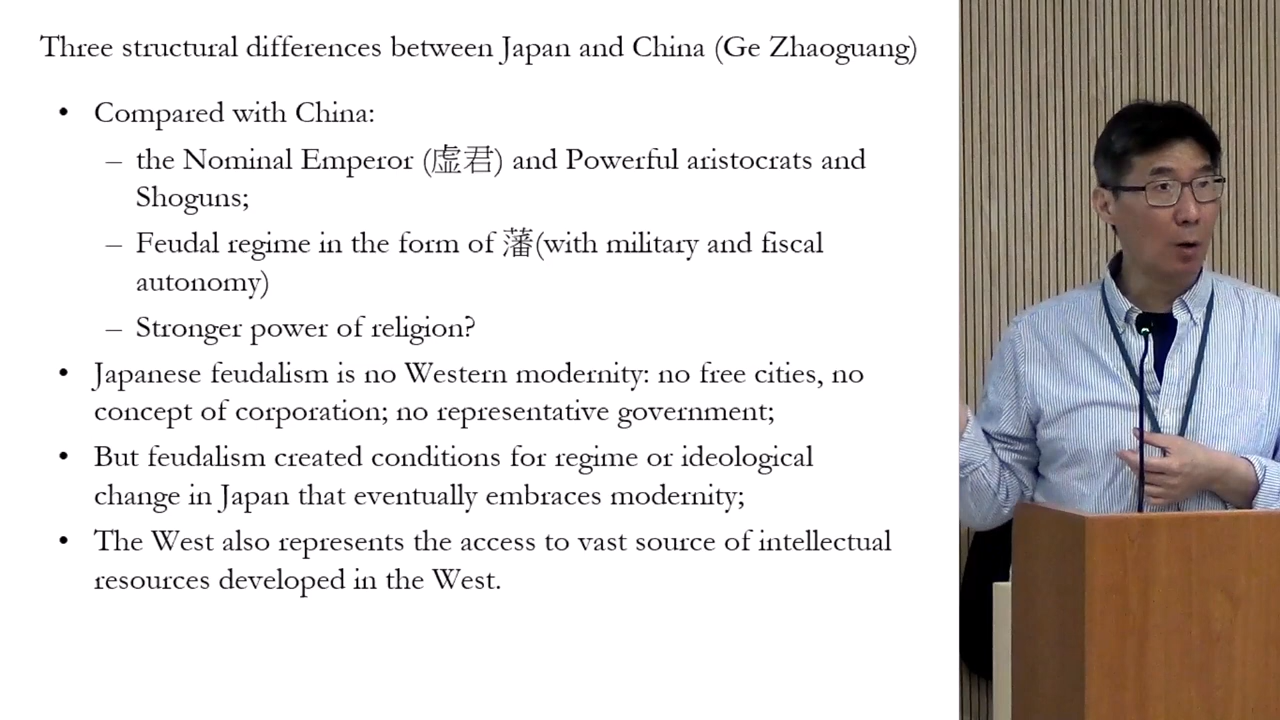 Three structural differences between Japan and China (Ge Zhaoguang)
• Compared with China:
– the Nominal Emperor (虚君) and Powerful aristocrats and
Shoguns;
– Feudal regime in the form of 藩(with military and fiscal
autonomy)
– Stronger power of religion?
• Japanese feudalism is no Western modernity: no free cities, no
concept of corporation; no representative government;
• But feudalism created conditions for regime or ideological
change in Japan that eventually embraces modernity;
• The West also represents the access to vast source of intellectual
resources developed in the West.